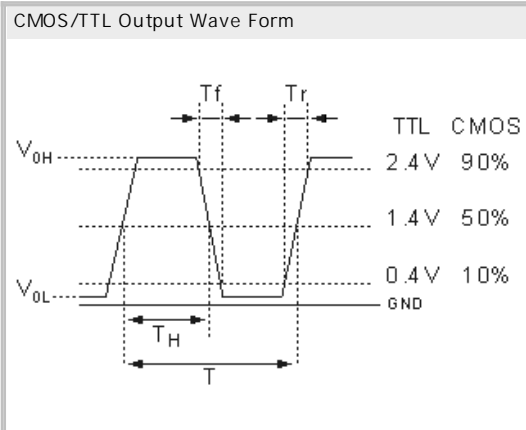 CMOS/TTL Output Wave Form
Tf Tr
TTL CMOS
V0H 2.4V 90%
1.4V 50%
0.4V 10%
V0L GND
TH
T